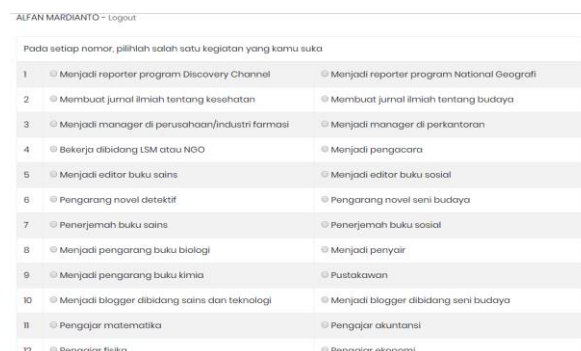 ALFAN MARDIANTO - Logout
Pada setiap nomor, pilihlah salah satu kegiatan yang kamu suka
1 Menjadi reporter program Discovery Channel Menjadi reporter program National Geografi
2 Membuat jurnal ilmiah tentang kesehatan Membuat jurnal ilmiah tentang budaya
3 Menjadi manager di perusahaan/industri farmasi Menjadi manager di perkantoran
4 Bekerja dibidang LSM atau NGO Menjadi pengacara
5 Menjadi editor buku sains Menjadi editor buku sosial
6 Pengarang novel detektif Pengarang novel seni budaya
7 Penerjemah buku sains Penerjemah buku sosial
8 Menjadi pengarang buku biologi Menjadi penyair
9 Menjadi pengarang buku kimia Pustakawan
10 Menjadi blogger dibidang sains dan teknologi Menjadi blogger dibidang seni budaya
11 Pengajar matematika Pengajar akuntansi
12 Pengajar fisika Pengajar ekonomi